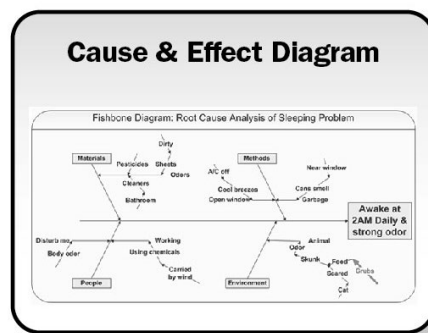 Cause & Effect Diagram
Fishbone Diagram: Root Cause Analysis of Sleeping Problem
Dirty
Materials
Pesticides
Sheets
Odors
Cleaners
Bathroom
Methods
Near window
A/C off
Cool breezes
Cans smell
Open window
Garbage
Awake at
2AM Daily &
strong odor
Disturbances
Body odor
Working
Using chemicals
Carried
by wind
People
Animal
Odor
Skunk
Food
Grubs
Scared
Cat
Environment